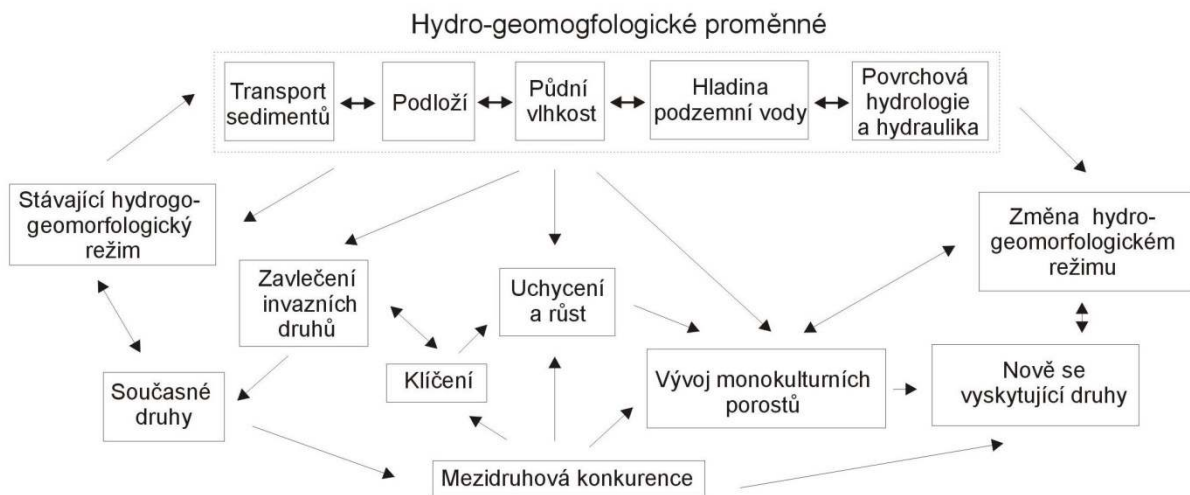 Hydro-geomogfologické proměnné
Transport
sedimentů
Podloží
Půdní
vlhkost
Hladina
podzemní vody
Povrchová
hydrologie
a hydraulika
Stávající hydrogo-
geomorfologický
režim
Změna hydro-
geomorfologickém
režimu
Zavlečení
invazních
druhů
Uchycení
a růst
Klíčení
Současné
druhy
Vývoj monokulturních
porostů
Nově se
vyskytující druhy
Mezidruhová konkurence